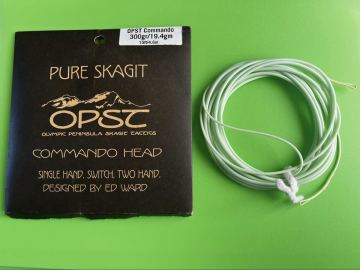 OPST Commando
300gr/19.4gm
PURE SKAGIT
OPST
OLYMPIC PENINSULA SKAGIT TACTICS
COMMANDO HEAD
SINGLE HAND, SWITCH, TWO HAND.
DESIGNED BY ED WARD